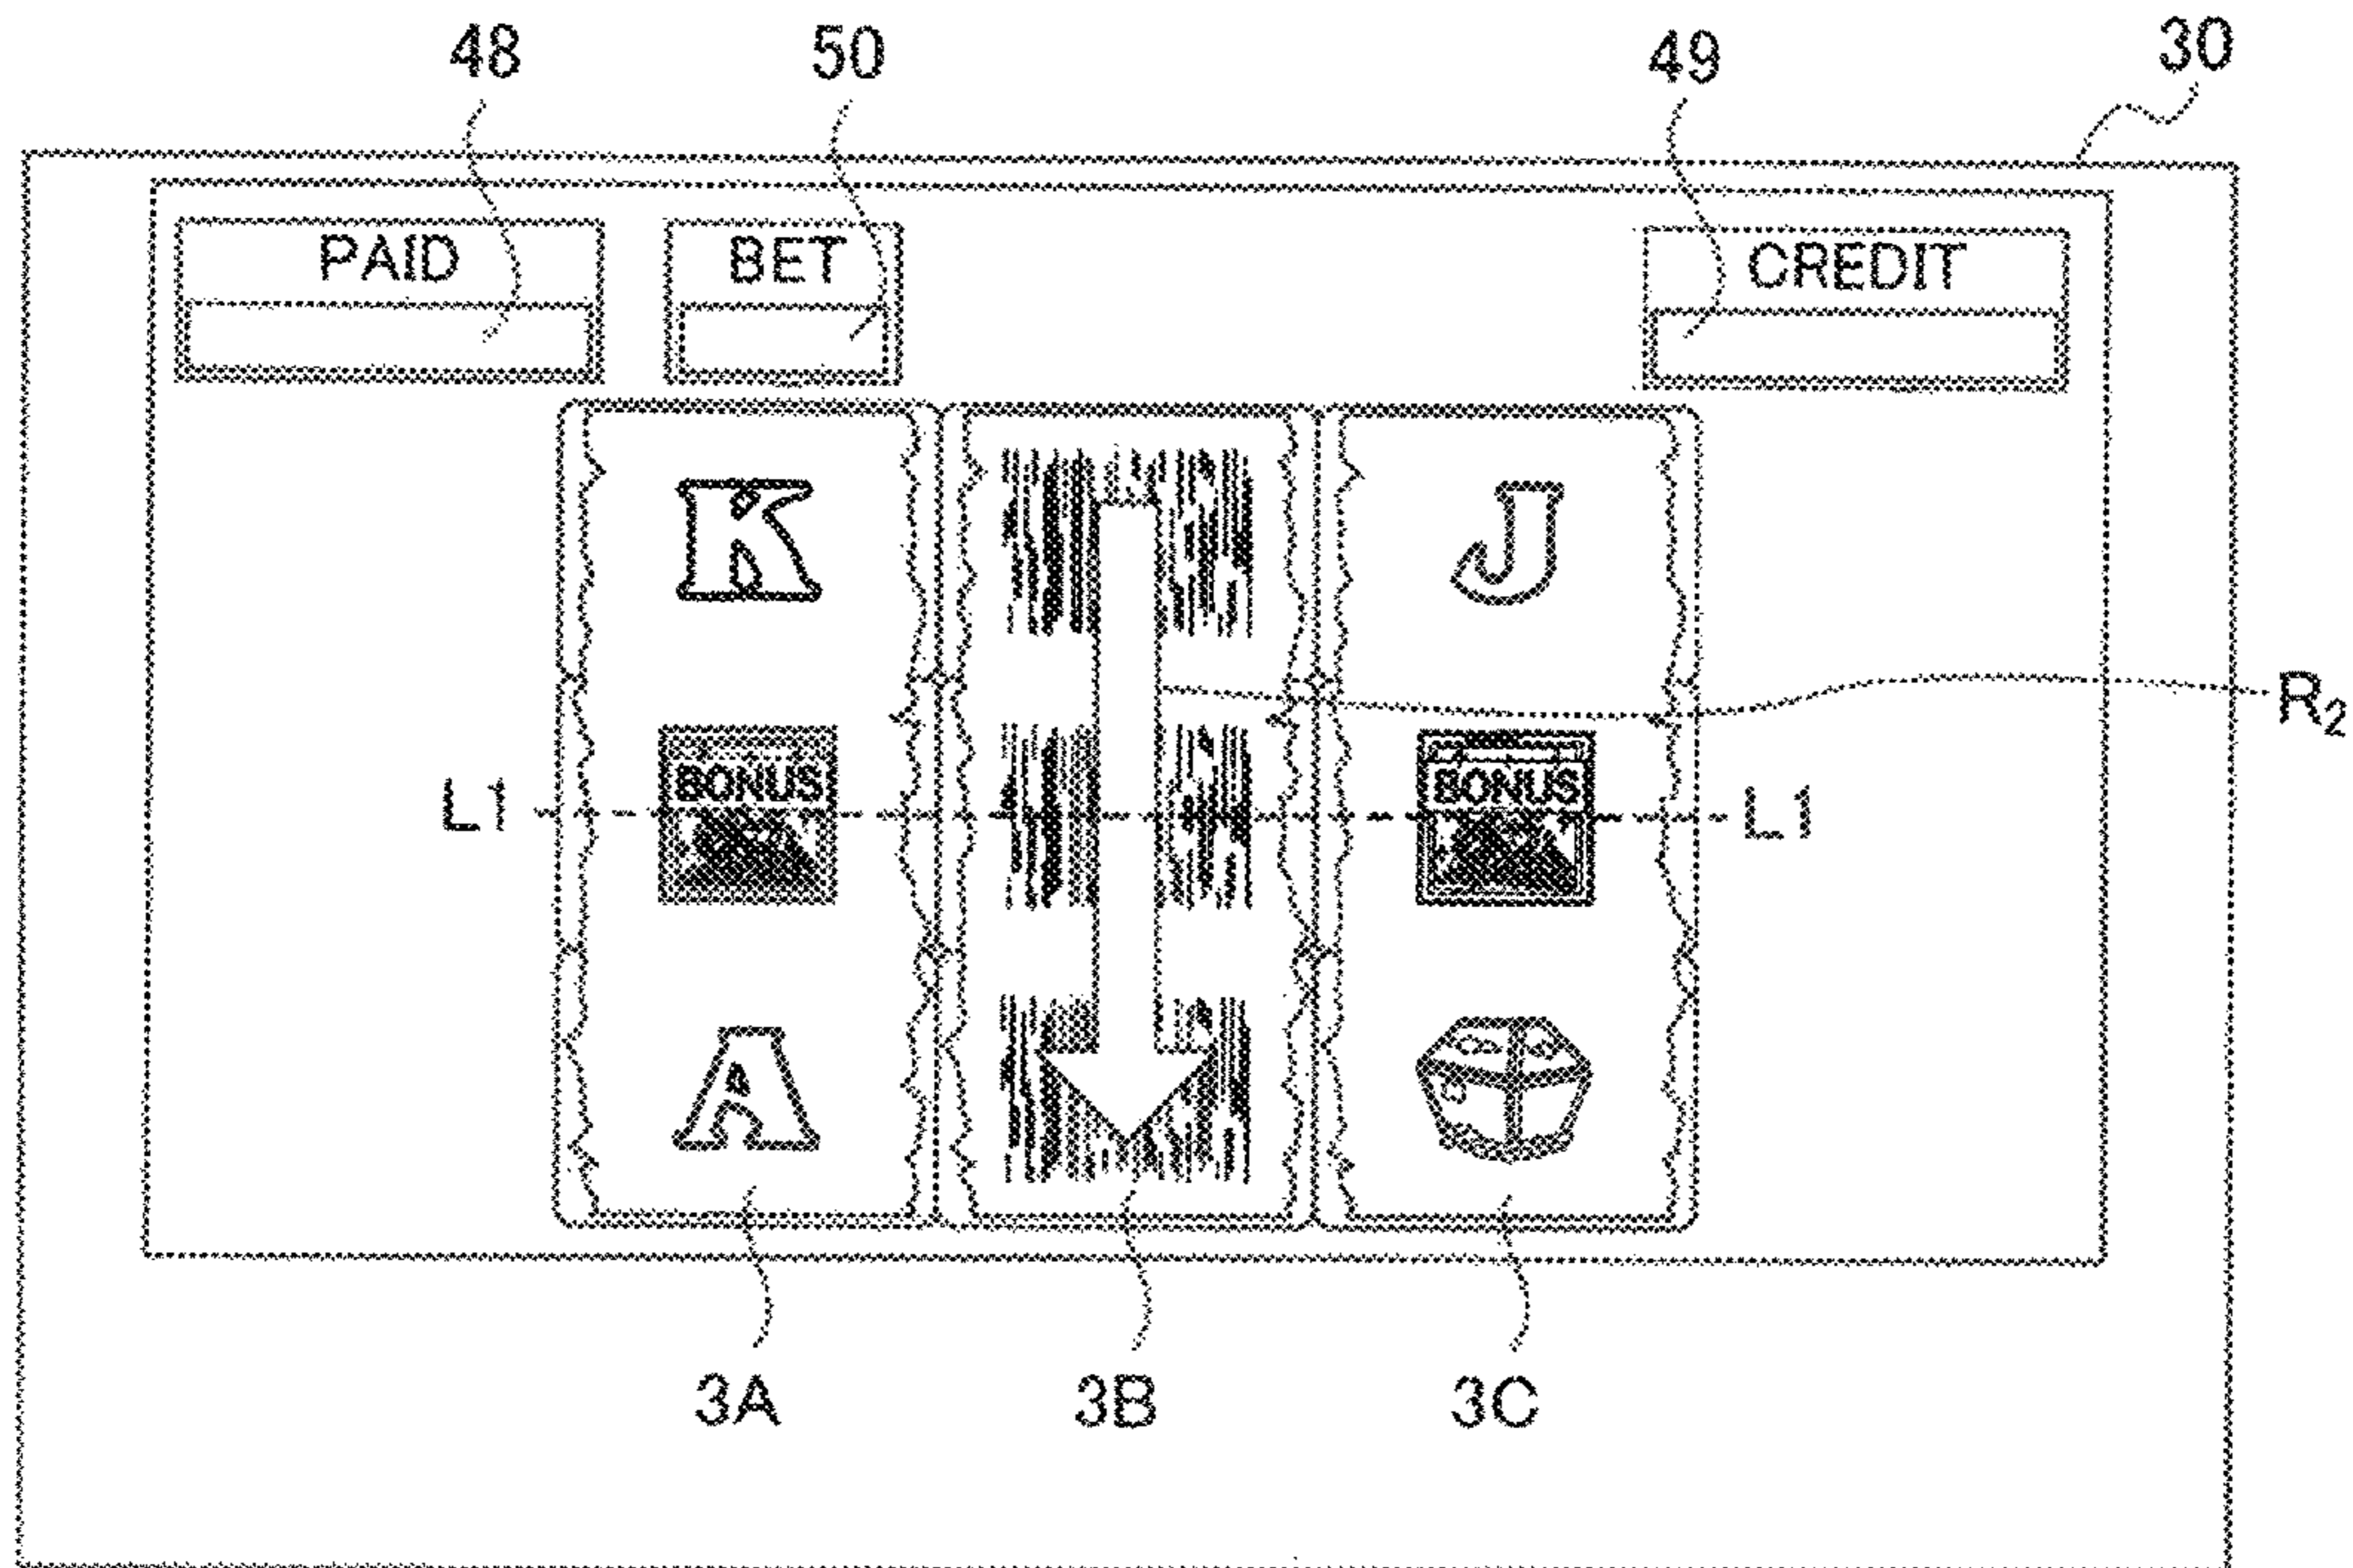 48 50 49 30
PAID BET CREDIT
K J
R2
BONUS BONUS
L1 L1
A
3A 3B 3C